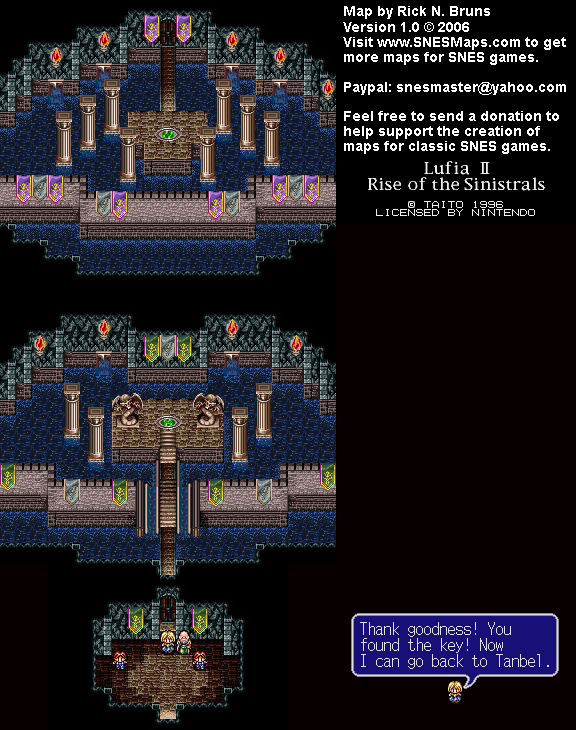 Map by Rick N. Bruns
Version 1.0 © 2006
Visit www.SNESMaps.com to get
more maps for SNES games.
Paypal: snesmaster@yahoo.com
Feel free to send a donation to
help support the creation of
maps for classic SNES games.
Lufia II
Rise of the Sinistrals
© TAITO 1996
LICENSED BY NINTENDO
Thank goodness! You
found the key! Now
I can go back to Tanbel.